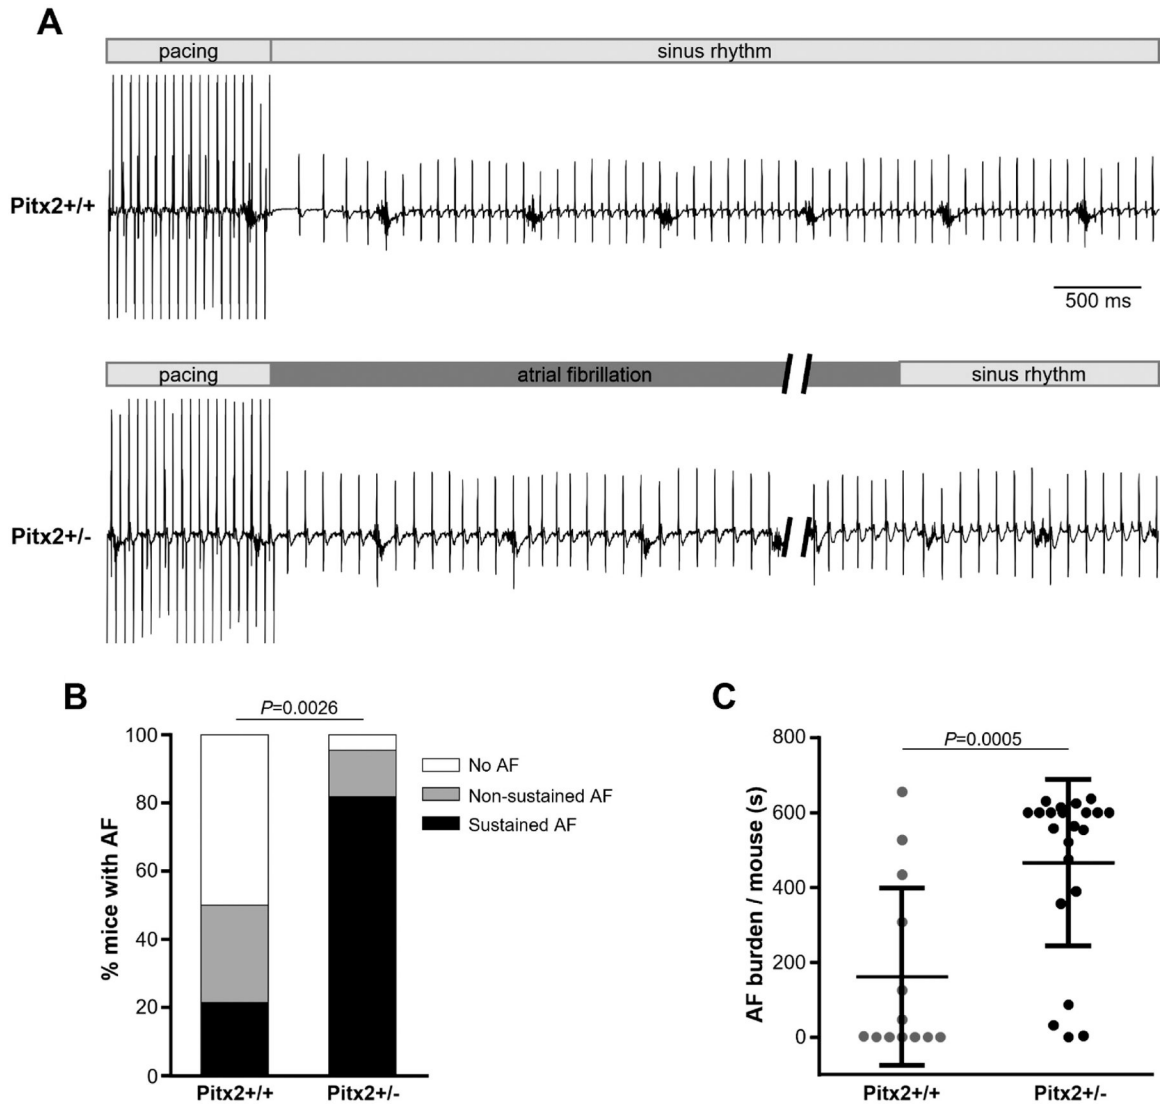 A
pacing sinus rhythm
Pitx2+/+
500 ms
pacing atrial fibrillation sinus rhythm
Pitx2+/-
B
P=0.0026
100
80
60
40
20
0
% mice with AF
No AF
Non-sustained AF
Sustained AF
Pitx2+/+ Pitx2+/-
C
P=0.0005
800
600
400
200
0
AF burden / mouse (s)
Pitx2+/+ Pitx2+/-